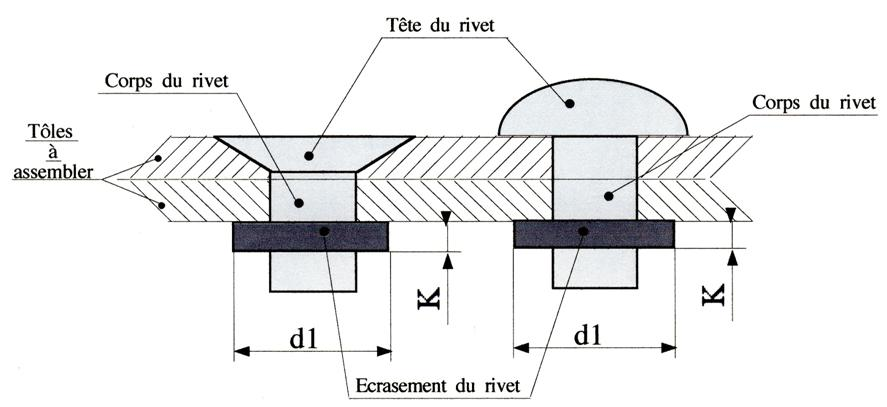 Tête du rivet
Corps du rivet
Corps du rivet
Tôles
à
assembler
K
K
d1
d1
Ecrasement du rivet